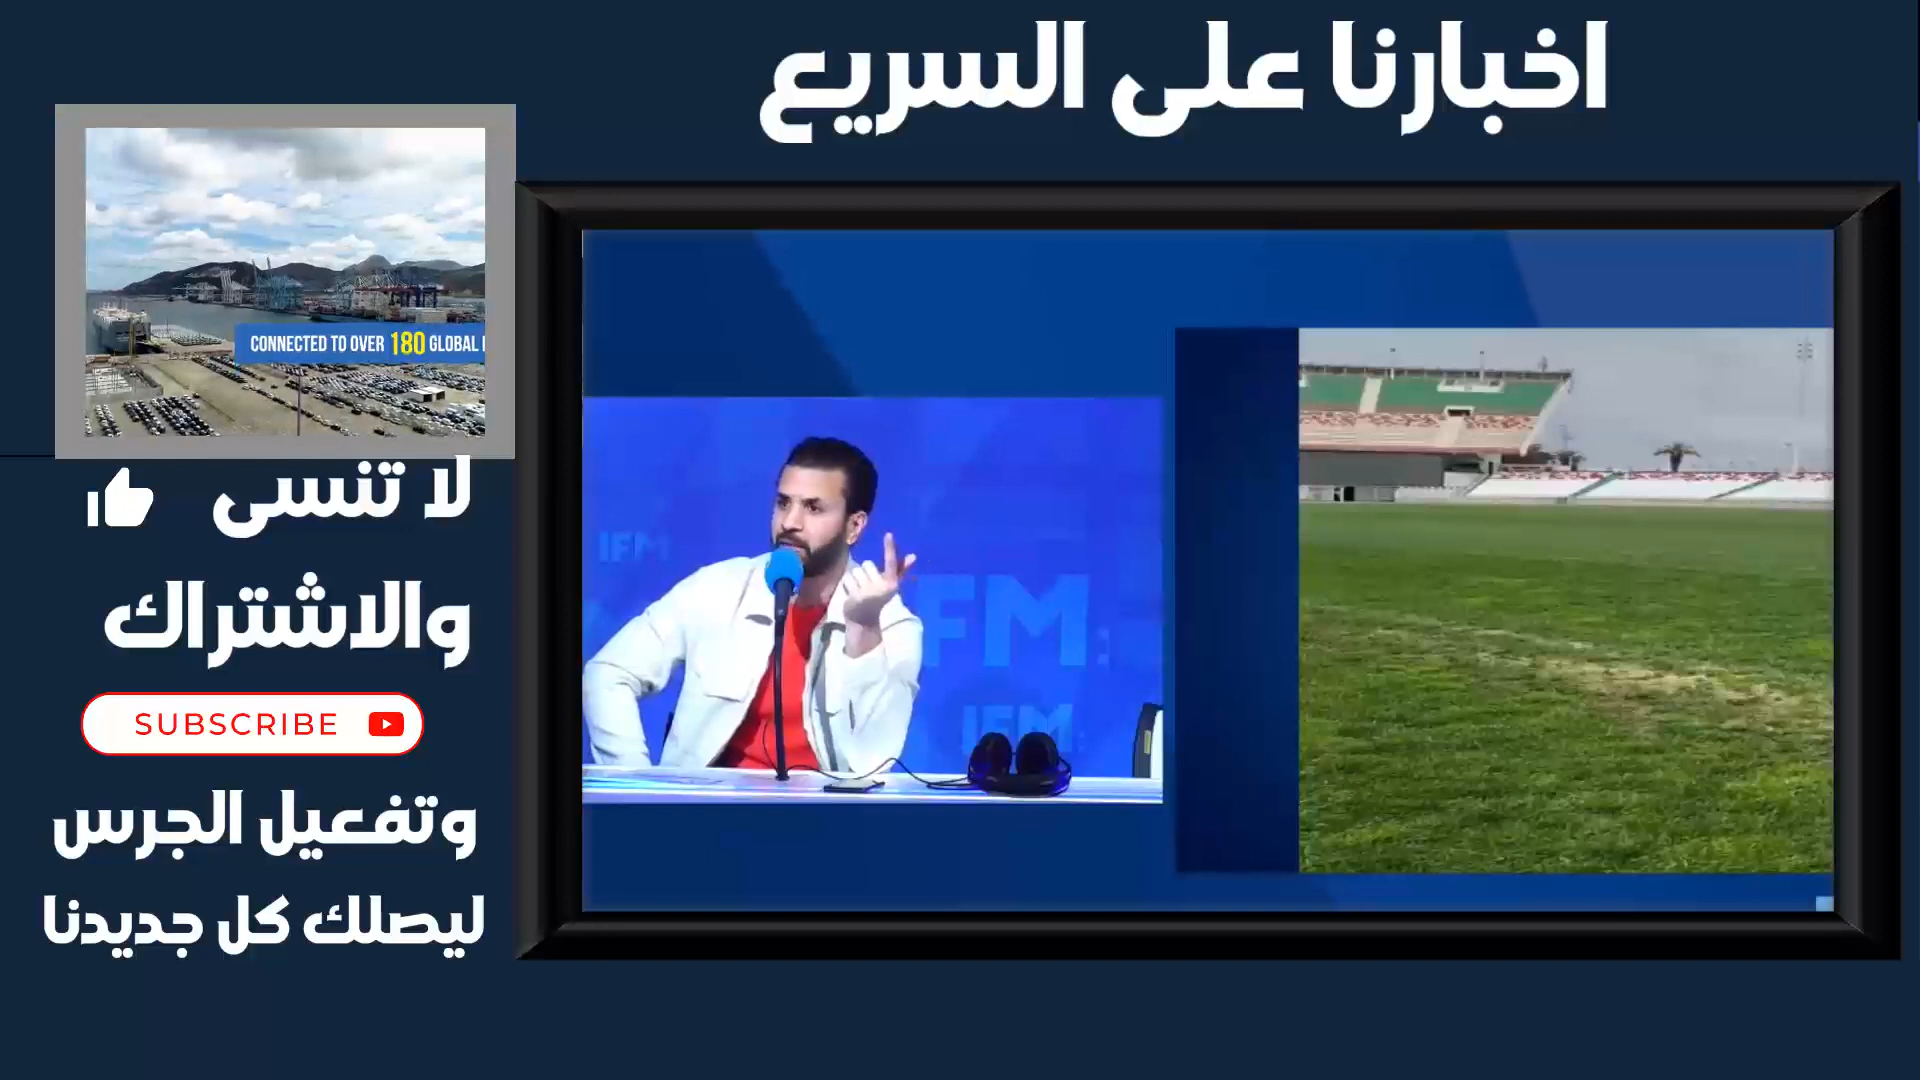 اخبارنا على السريع
CONNECTED TO OVER 180 GLOBAL
لا تنسى
والاشتراك
SUBSCRIBE
وتفعيل الجرس
ليصلك كل جديدنا
IFM
FM
IFM